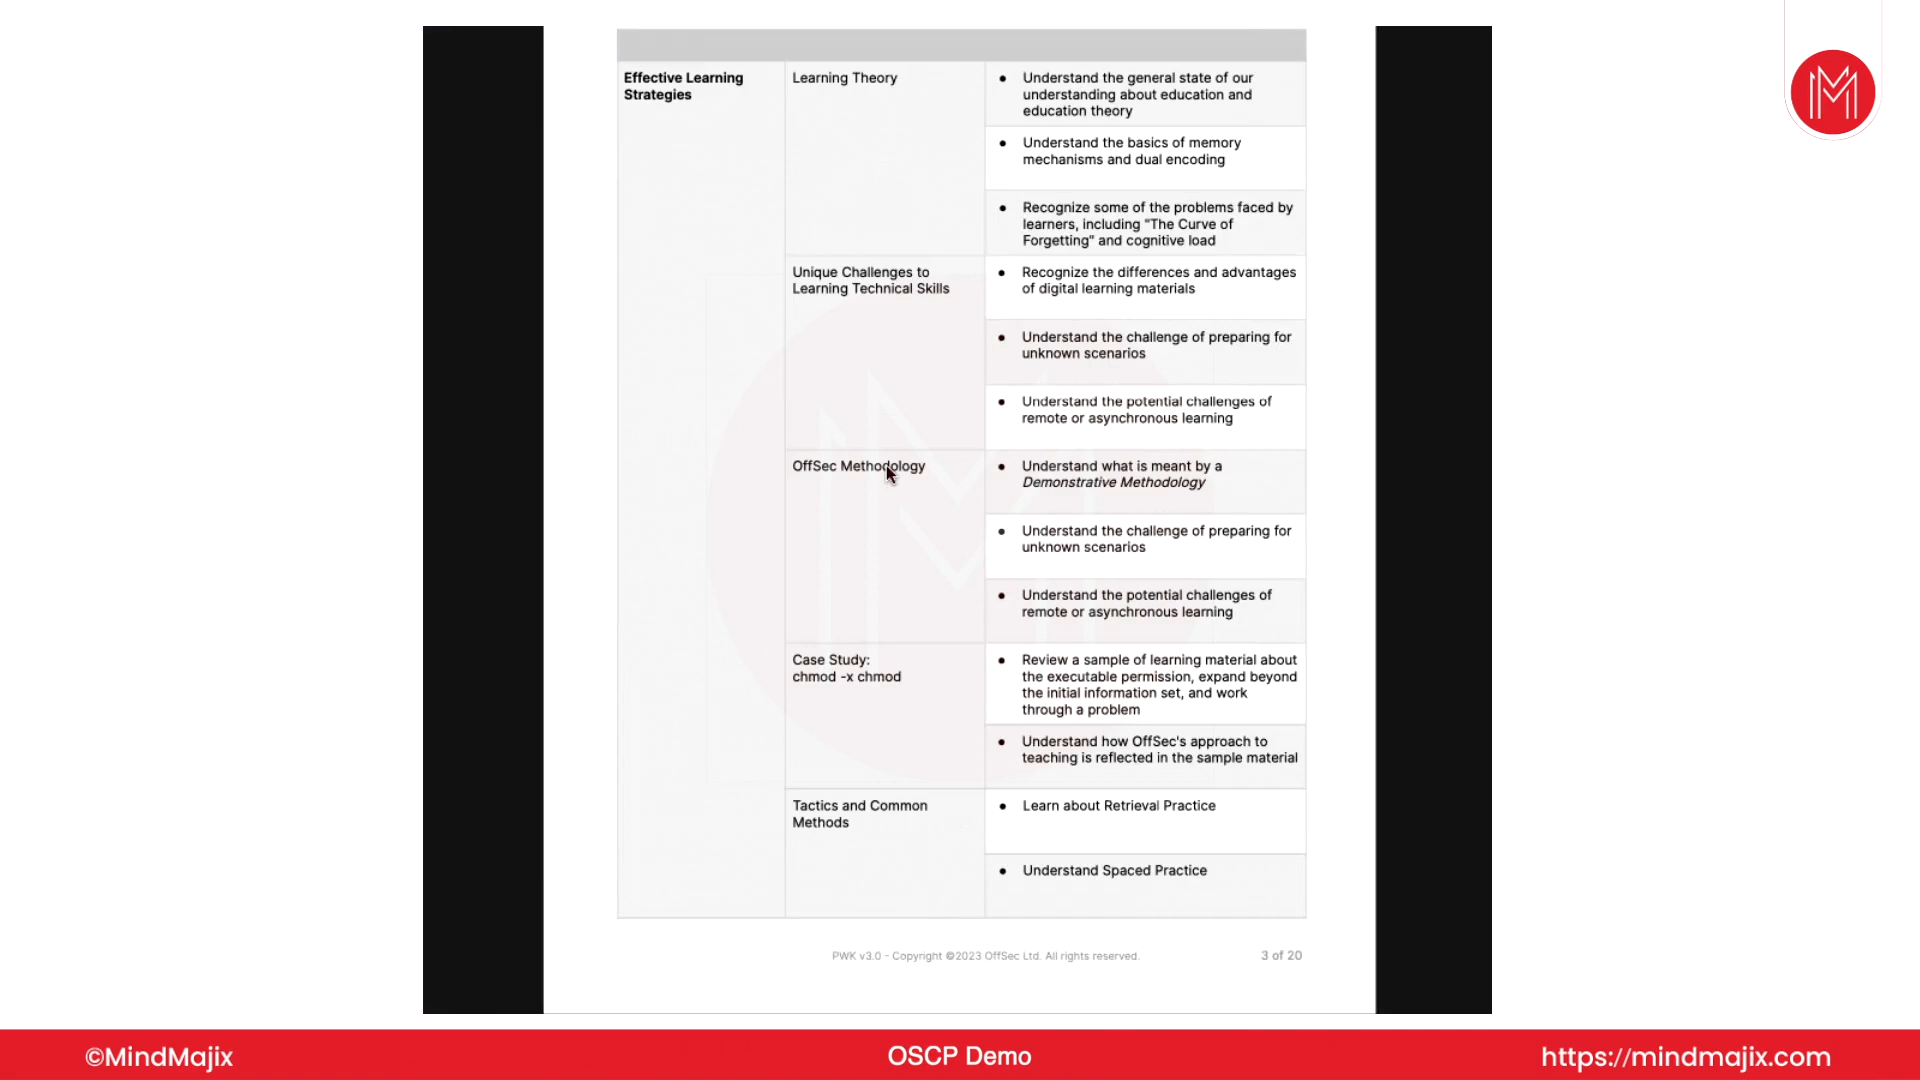 Effective Learning
Strategies
Learning Theory
● Understand the general state of our
understanding about education and
education theory
● Understand the basics of memory
mechanisms and dual encoding
● Recognize some of the problems faced by
learners, including "The Curve of
Forgetting" and cognitive load
Unique Challenges to
Learning Technical Skills
● Recognize the differences and advantages
of digital learning materials
● Understand the challenge of preparing for
unknown scenarios
● Understand the potential challenges of
remote or asynchronous learning
OffSec Methodology
● Understand what is meant by a
Demonstrative Methodology
● Understand the challenge of preparing for
unknown scenarios
● Understand the potential challenges of
remote or asynchronous learning
Case Study:
chmod -x chmod
● Review a sample of learning material about
the executable permission, expand beyond
the initial information set, and work
through a problem
● Understand how OffSec's approach to
teaching is reflected in the sample material
Tactics and Common
Methods
● Learn about Retrieval Practice
● Understand Spaced Practice
PWK v3.0 - Copyright ©2023 OffSec Ltd. All rights reserved.
3 of 20
©MindMajix
OSCP Demo
https://mindmajix.com